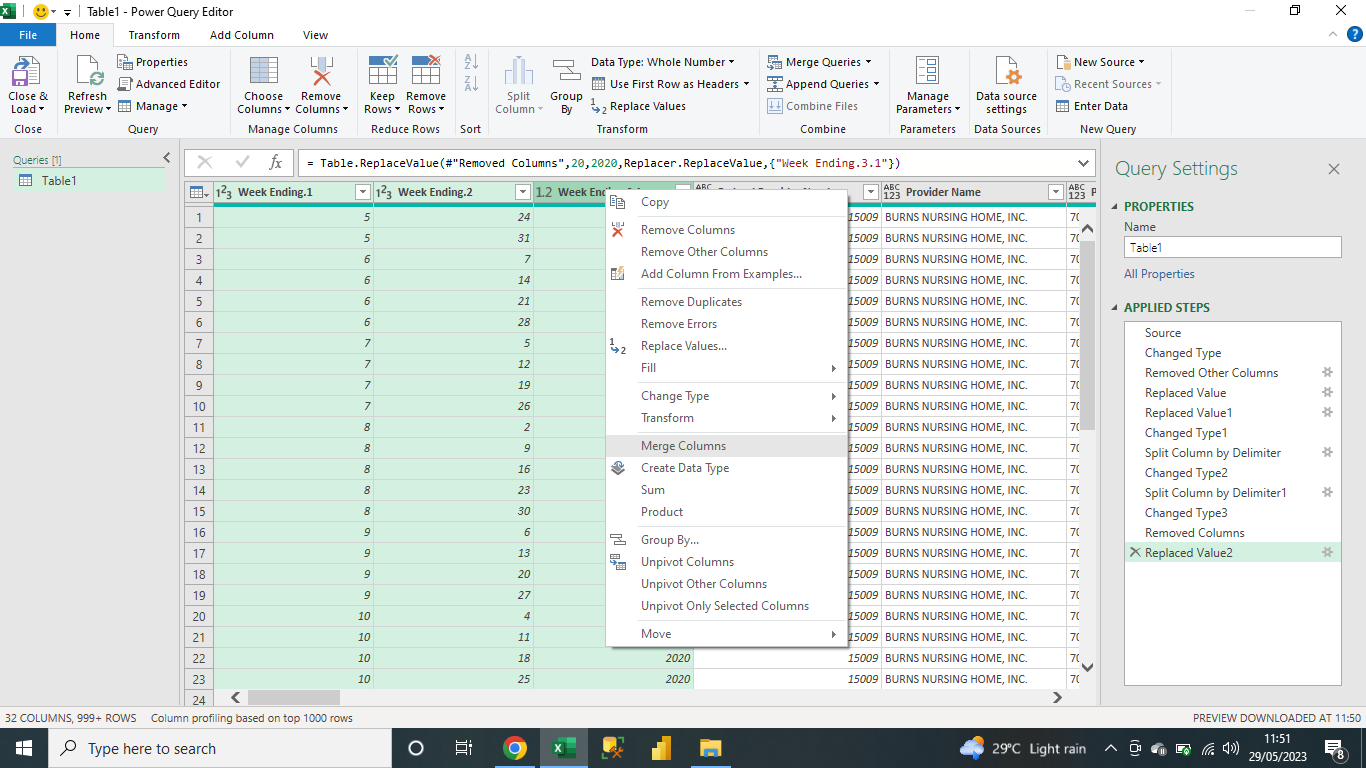 Table1 - Power Query Editor
File Home Transform Add Column View
Close & Load
Close
Refresh Preview
Properties
Advanced Editor
Manage
Query
Choose Columns
Remove Columns
Manage Columns
Keep Rows
Remove Rows
Reduce Rows
Sort
Split Column
Group By
Data Type: Whole Number
Use First Row as Headers
Replace Values
Transform
Merge Queries
Append Queries
Combine Files
Combine
Manage Parameters
Parameters
Data source settings
Data Sources
New Source
Recent Sources
Enter Data
New Query
Queries [1]
Table1
fx
= Table.ReplaceValue(#"Removed Columns",20,2020,Replacer.ReplaceValue,{"Week Ending.3.1"})
123 Week Ending.1 123 Week Ending.2 1.2 ABC 123 Provider Name ABC 123 P
1 5 24 15009 BURNS NURSING HOME, INC. 70
2 5 31 15009 BURNS NURSING HOME, INC. 70
3 6 7 15009 BURNS NURSING HOME, INC. 70
4 6 14 15009 BURNS NURSING HOME, INC. 70
5 6 21 15009 BURNS NURSING HOME, INC. 70
6 6 28 15009 BURNS NURSING HOME, INC. 70
7 7 5 15009 BURNS NURSING HOME, INC. 70
8 7 12 15009 BURNS NURSING HOME, INC. 70
9 7 19 15009 BURNS NURSING HOME, INC. 70
10 7 26 15009 BURNS NURSING HOME, INC. 70
11 8 2 15009 BURNS NURSING HOME, INC. 70
12 8 9 15009 BURNS NURSING HOME, INC. 70
13 8 16 15009 BURNS NURSING HOME, INC. 70
14 8 23 15009 BURNS NURSING HOME, INC. 70
15 8 30 15009 BURNS NURSING HOME, INC. 70
16 9 6 15009 BURNS NURSING HOME, INC. 70
17 9 13 15009 BURNS NURSING HOME, INC. 70
18 9 20 15009 BURNS NURSING HOME, INC. 70
19 9 27 15009 BURNS NURSING HOME, INC. 70
20 10 4 15009 BURNS NURSING HOME, INC. 70
21 10 11 15009 BURNS NURSING HOME, INC. 70
22 10 18 2020 15009 BURNS NURSING HOME, INC. 70
23 10 25 2020 15009 BURNS NURSING HOME, INC. 70
24
Copy
Remove Columns
Remove Other Columns
Add Column From Examples...
Remove Duplicates
Remove Errors
Replace Values...
Fill
Change Type
Transform
Merge Columns
Create Data Type
Sum
Product
Group By...
Unpivot Columns
Unpivot Other Columns
Unpivot Only Selected Columns
Move
Query Settings
PROPERTIES
Name
Table1
All Properties
APPLIED STEPS
Source
Changed Type
Removed Other Columns
Replaced Value
Replaced Value1
Changed Type1
Split Column by Delimiter
Changed Type2
Split Column by Delimiter1
Changed Type3
Removed Columns
Replaced Value2
32 COLUMNS, 999+ ROWS Column profiling based on top 1000 rows
PREVIEW DOWNLOADED AT 11:50
Type here to search
29°C Light rain
11:51
29/05/2023
8